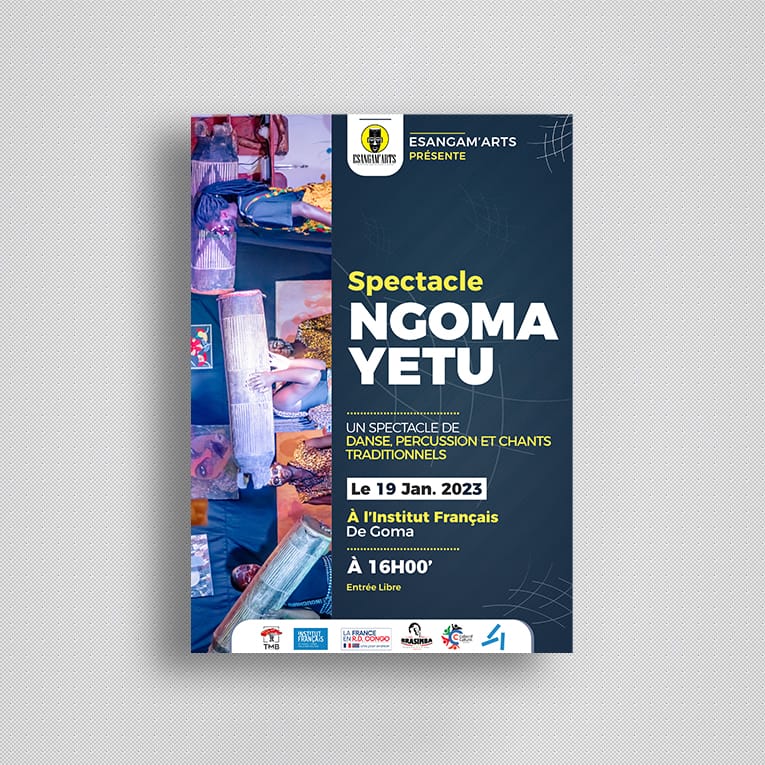 ESANGAM'ARTS
ESANGAM'ARTS
PRÉSENTE
Spectacle
NGOMA
YETU
UN SPECTACLE DE
DANSE, PERCUSSION ET CHANTS
TRADITIONNELS
Le 19 Jan. 2023
À l'Institut Français
De Goma
À 16H00'
Entrée Libre
TMB
INSTITUT
FRANÇAIS
LA FRANCE
EN R.D. CONGO
BRASIMBA